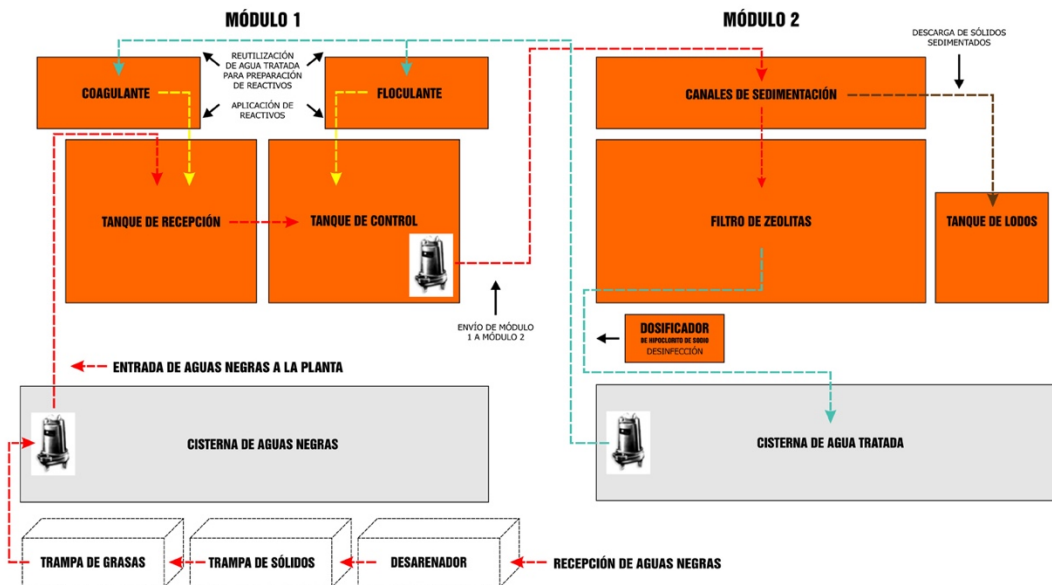 MÓDULO 1
MÓDULO 2
REUTILIZACIÓN
DE AGUA TRATADA
PARA PREPARACIÓN
DE REACTIVOS
DESCARGA DE SÓLIDOS
SEDIMENTADOS
COAGULANTE
FLOCULANTE
APLICACIÓN DE
REACTIVOS
CANALES DE SEDIMENTACIÓN
TANQUE DE RECEPCIÓN
TANQUE DE CONTROL
FILTRO DE ZEOLITAS
TANQUE DE LODOS
ENVÍO DE MÓDULO
1 A MÓDULO 2
DOSIFICADOR
DE HIPOCLORITO DE SODIO
DESINFECCIÓN
ENTRADA DE AGUAS NEGRAS A LA PLANTA
CISTERNA DE AGUAS NEGRAS
CISTERNA DE AGUA TRATADA
TRAMPA DE GRASAS
TRAMPA DE SÓLIDOS
DESARENADOR
RECEPCIÓN DE AGUAS NEGRAS